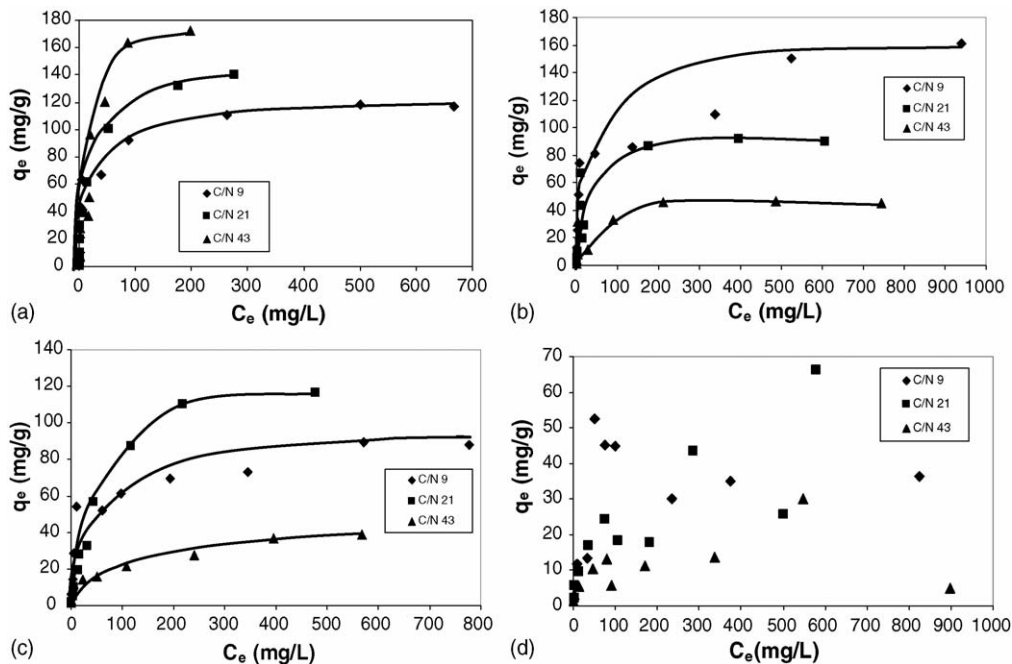 180
160
140
120
100
80
60
40
20
0
qe (mg/g)
C/N 9
C/N 21
C/N 43
0 100 200 300 400 500 600 700
Ce (mg/L)
(a)
180
160
140
120
100
80
60
40
20
0
qe (mg/g)
C/N 9
C/N 21
C/N 43
0 100 200 300 400 500 600 700 800 900 1000
Ce (mg/L)
(b)
140
120
100
80
60
40
20
0
qe (mg/g)
C/N 9
C/N 21
C/N 43
0 100 200 300 400 500 600 700 800
Ce (mg/L)
(c)
70
60
50
40
30
20
10
0
qe (mg/g)
C/N 9
C/N 21
C/N 43
0 100 200 300 400 500 600 700 800 900 1000
Ce(mg/L)
(d)